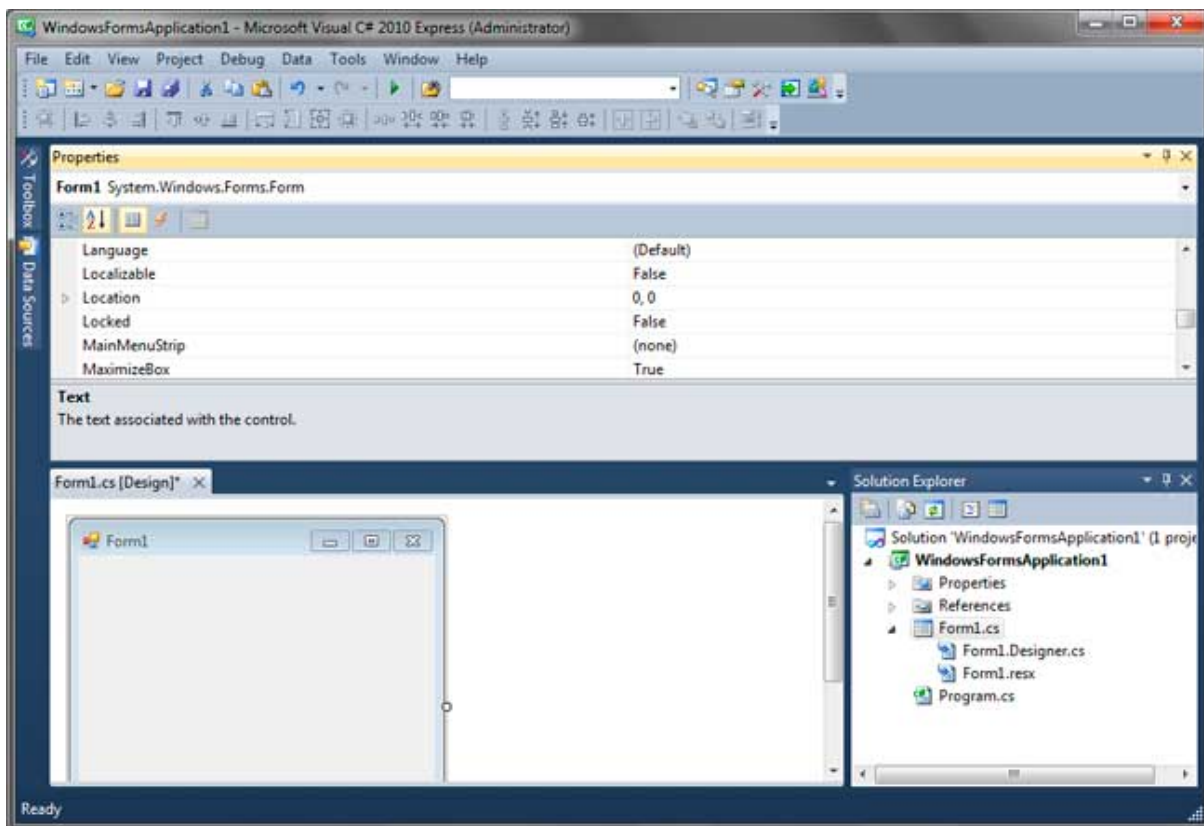 WindowsFormsApplication1 - Microsoft Visual C# 2010 Express (Administrator)
File Edit View Project Debug Data Tools Window Help
Toolbox
Data Sources
Properties
Form1 System.Windows.Forms.Form
Language (Default)
Localizable False
Location 0, 0
Locked False
MainMenuStrip (none)
MaximizeBox True
Text
The text associated with the control.
Form1.cs [Design]*
Form1
Solution Explorer
Solution 'WindowsFormsApplication1' (1 proje
WindowsFormsApplication1
Properties
References
Form1.cs
Form1.Designer.cs
Form1.resx
Program.cs
Ready